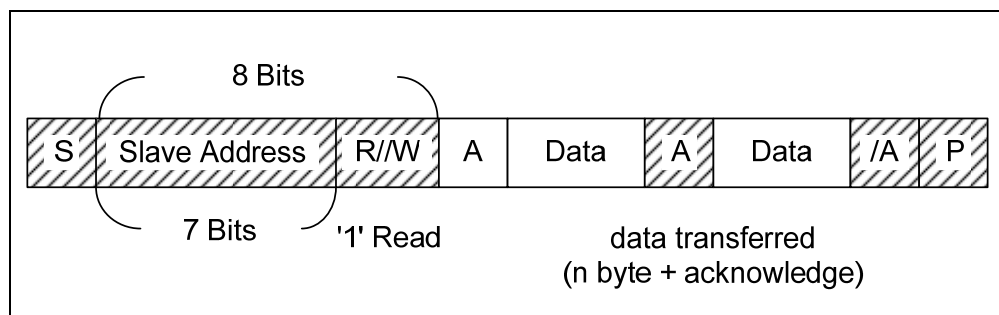 8 Bits
S Slave Address R//W A Data A Data /A P
7 Bits '1' Read data transferred
(n byte + acknowledge)